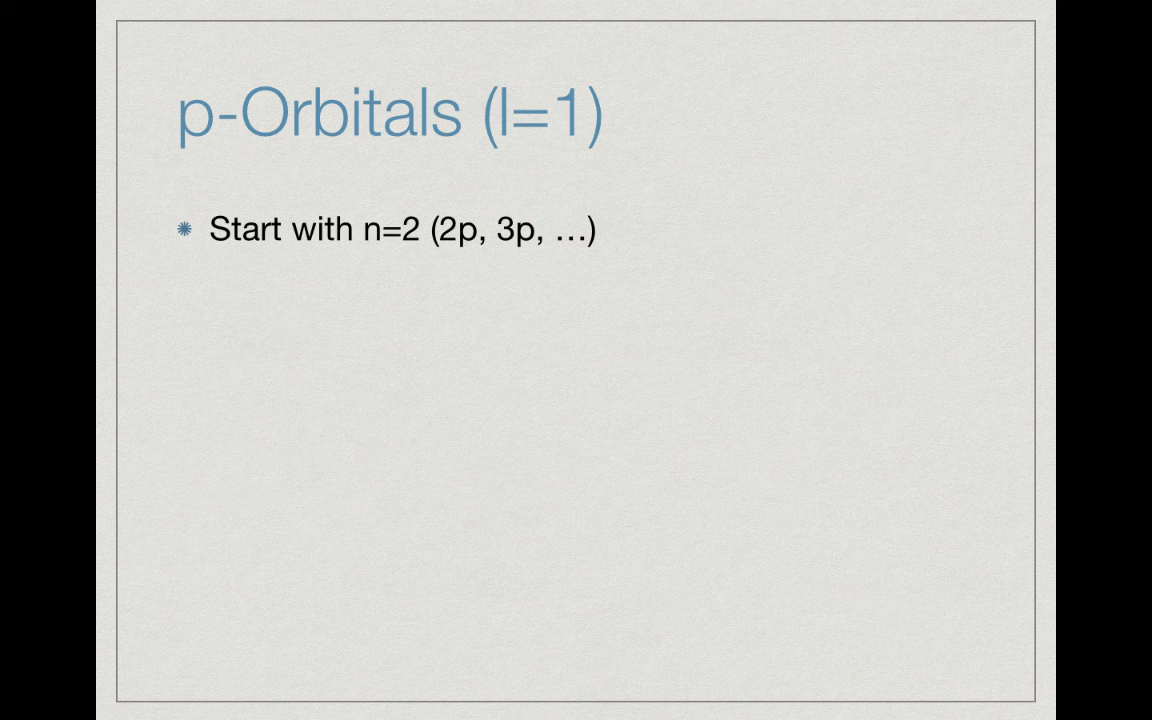 p-Orbitals (l=1)
Start with n=2 (2p, 3p, …)